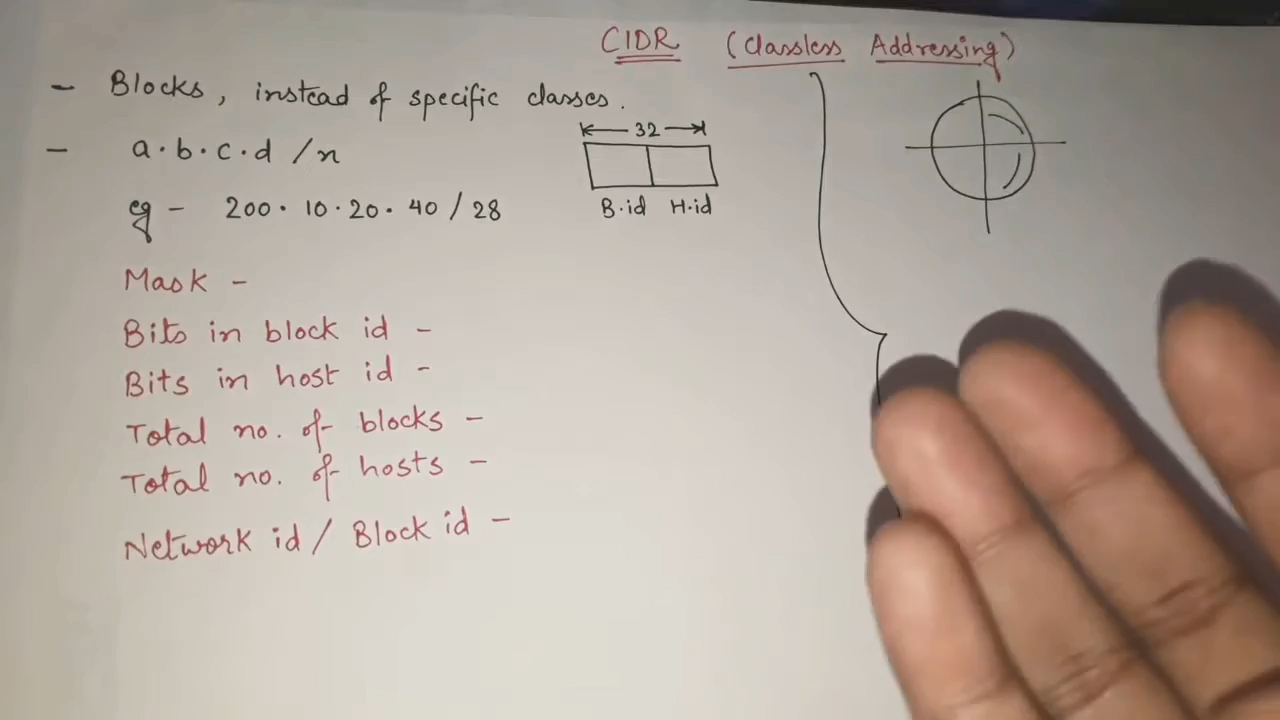 CIDR (Classless Addressing)
- Blocks, instead of specific classes.
- a.b.c.d /n
32
B.id H.id
eg - 200.10.20.40/28
Mask -
Bits in block id -
Bits in host id -
Total no. of blocks -
Total no. of hosts -
Network id / Block id -